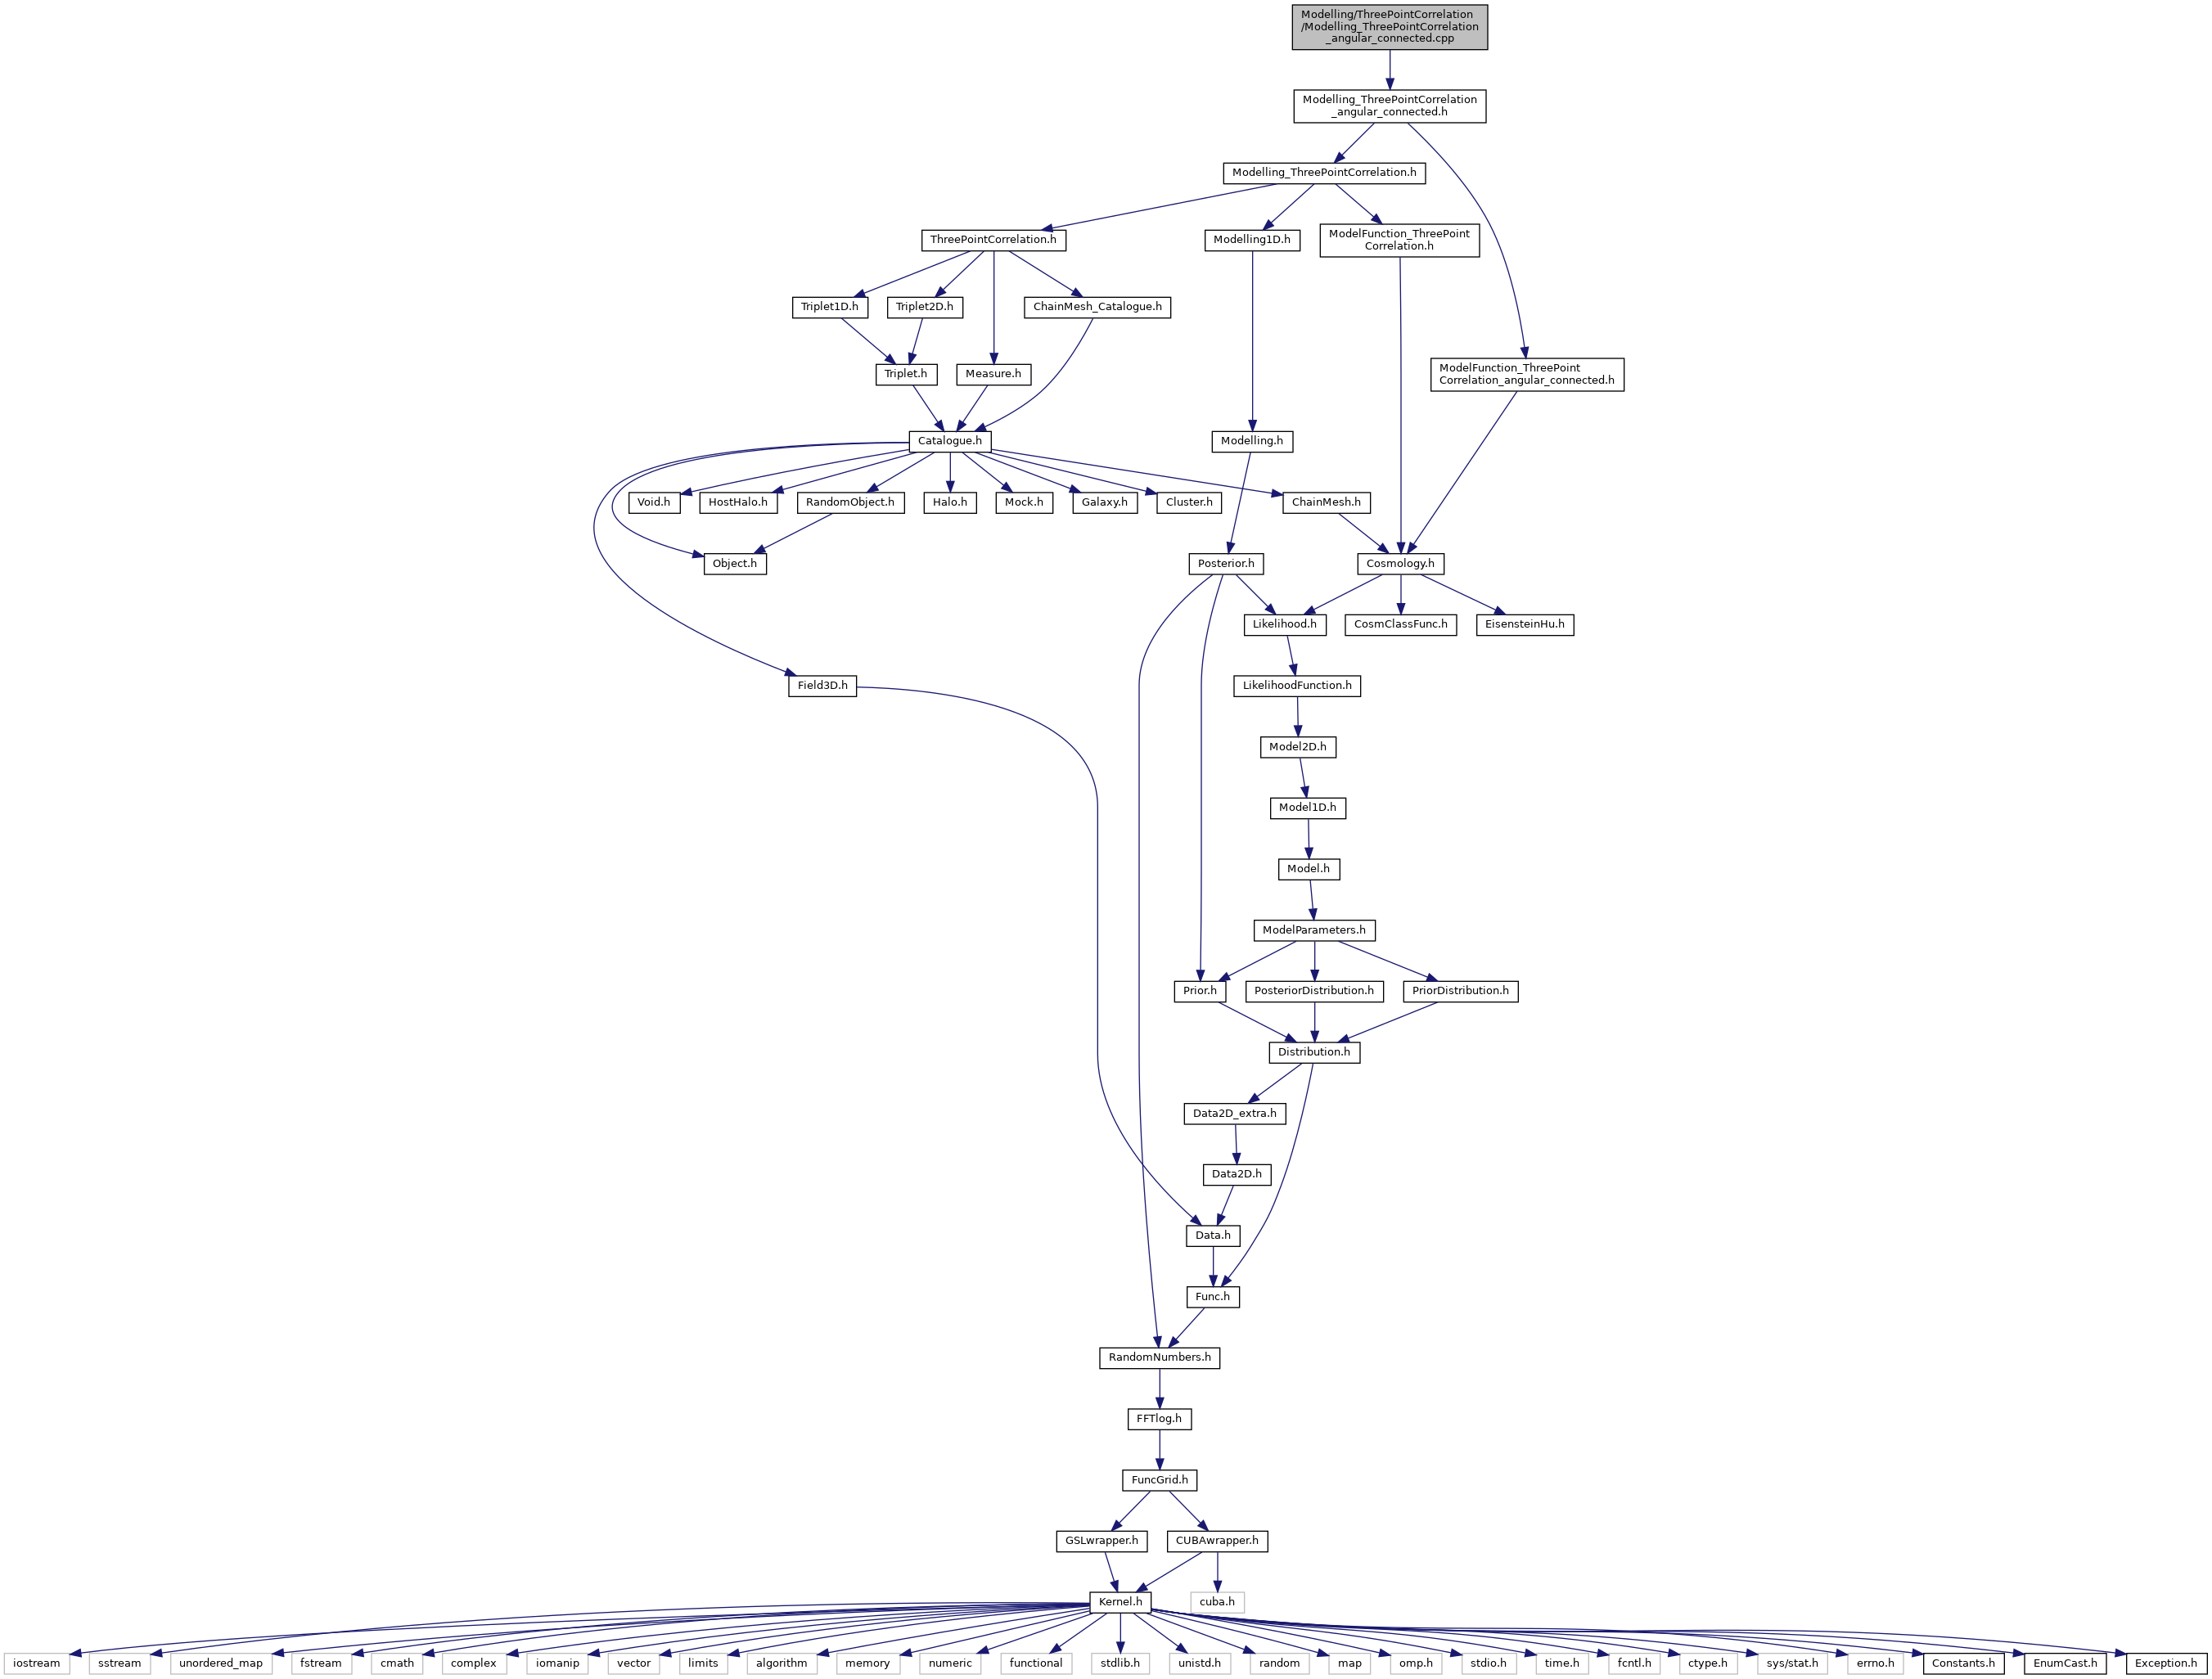 Modelling/ThreePointCorrelation
/Modelling_ThreePointCorrelation
_angular_connected.cpp
Modelling_ThreePointCorrelation
_angular_connected.h
Modelling_ThreePointCorrelation.h
ThreePointCorrelation.h
Modelling1D.h
ModelFunction_ThreePoint
Correlation.h
Triplet1D.h
Triplet2D.h
ChainMesh_Catalogue.h
Triplet.h
Measure.h
ModelFunction_ThreePoint
Correlation_angular_connected.h
Catalogue.h
Modelling.h
Void.h
HostHalo.h
RandomObject.h
Halo.h
Mock.h
Galaxy.h
Cluster.h
ChainMesh.h
Object.h
Posterior.h
Cosmology.h
Likelihood.h
CosmClassFunc.h
EisensteinHu.h
Field3D.h
LikelihoodFunction.h
Model2D.h
Model1D.h
Model.h
ModelParameters.h
Prior.h
PosteriorDistribution.h
PriorDistribution.h
Distribution.h
Data2D_extra.h
Data2D.h
Data.h
Func.h
RandomNumbers.h
FFTlog.h
FuncGrid.h
GSLwrapper.h
CUBAwrapper.h
Kernel.h
cuba.h
iostream
sstream
unordered_map
fstream
cmath
complex
iomanip
vector
limits
algorithm
memory
numeric
functional
stdlib.h
unistd.h
random
map
omp.h
stdio.h
time.h
fcntl.h
ctype.h
sys/stat.h
errno.h
Constants.h
EnumCast.h
Exception.h